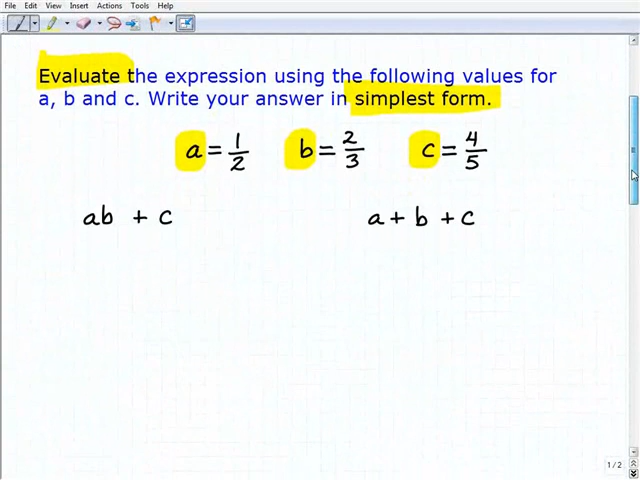 File Edit View Insert Actions Tools Help
Evaluate the expression using the following values for
a, b and c. Write your answer in simplest form.
a = 1/2 b = 2/3 c = 4/5
ab + c a + b + c
1/2